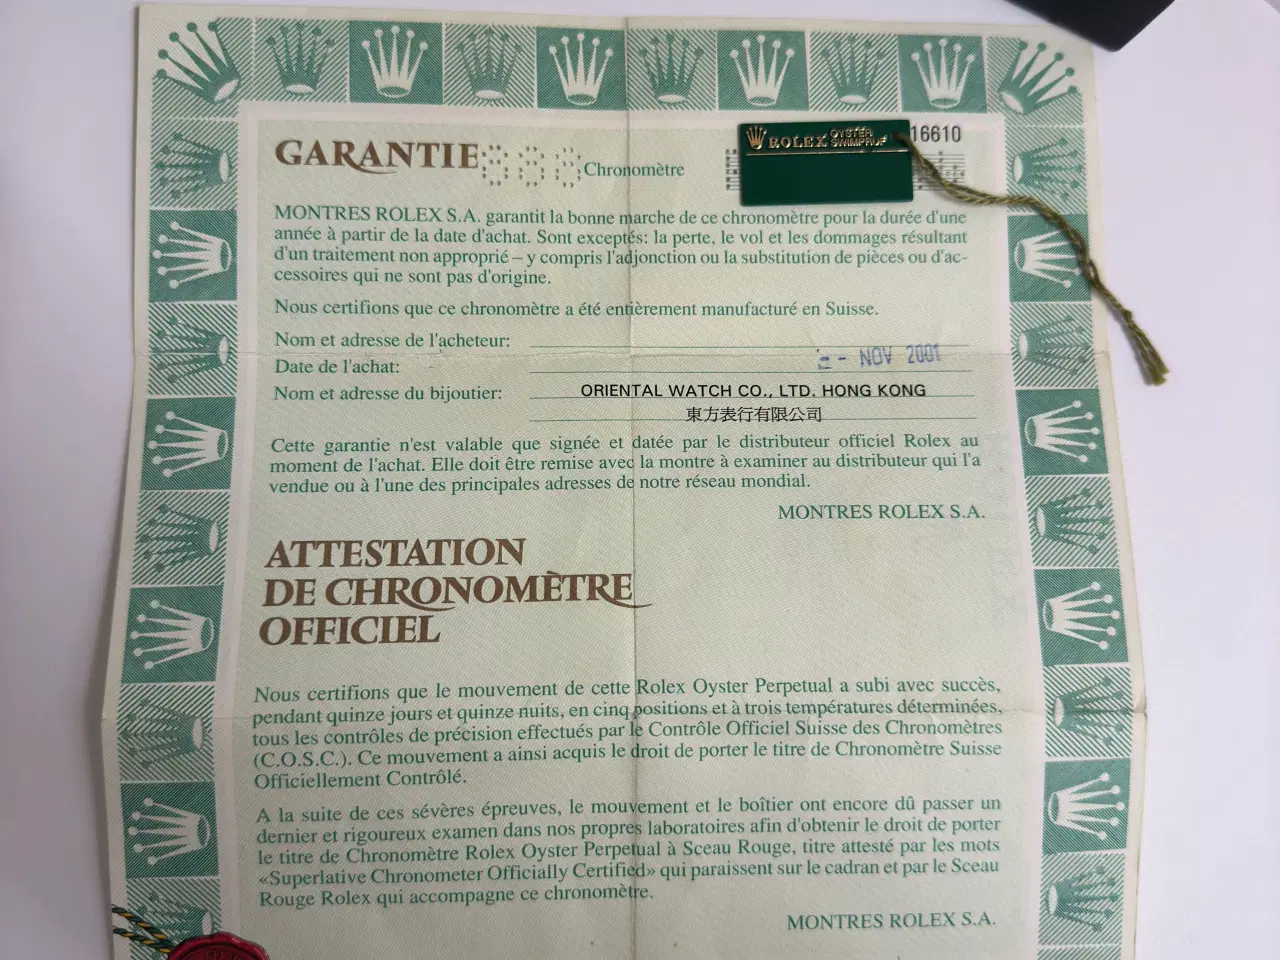 GARANTIE 888 Chronomètre
ROLEX OYSTER SWIMPRUF
16610
MONTRES ROLEX S.A. garantit la bonne marche de ce chronomètre pour la durée d'une
année à partir de la date d'achat. Sont exceptés: la perte, le vol et les dommages résultant
d'un traitement non approprié – y compris l'adjonction ou la substitution de pièces ou d'ac-
cessoires qui ne sont pas d'origine.
Nous certifions que ce chronomètre a été entièrement manufacturé en Suisse.
Nom et adresse de l'acheteur:
Date de l'achat: - NOV 2001
Nom et adresse du bijoutier: ORIENTAL WATCH CO., LTD. HONG KONG
東方表行有限公司
Cette garantie n'est valable que signée et datée par le distributeur officiel Rolex au
moment de l'achat. Elle doit être remise avec la montre à examiner au distributeur qui l'a
vendue ou à l'une des principales adresses de notre réseau mondial.
MONTRES ROLEX S.A.
ATTESTATION
DE CHRONOMÈTRE
OFFICIEL
Nous certifions que le mouvement de cette Rolex Oyster Perpetual a subi avec succès,
pendant quinze jours et quinze nuits, en cinq positions et à trois températures déterminées,
tous les contrôles de précision effectués par le Contrôle Officiel Suisse des Chronomètres
(C.O.S.C.). Ce mouvement a ainsi acquis le droit de porter le titre de Chronomètre Suisse
Officiellement Contrôlé.
A la suite de ces sévères épreuves, le mouvement et le boîtier ont encore dû passer un
dernier et rigoureux examen dans nos propres laboratoires afin d'obtenir le droit de porter
le titre de Chronomètre Rolex Oyster Perpetual à Sceau Rouge, titre attesté par les mots
«Superlative Chronometer Officially Certified» qui paraissent sur le cadran et par le Sceau
Rouge Rolex qui accompagne ce chronomètre.
MONTRES ROLEX S.A.